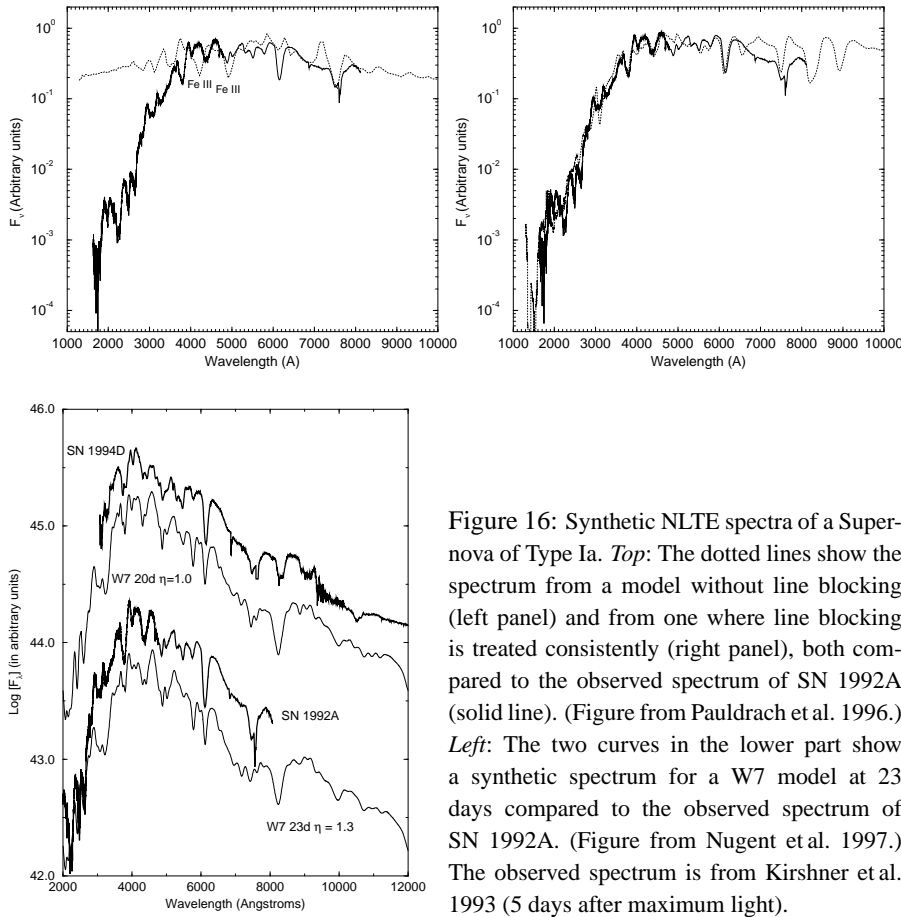 10^0
10^-1
10^-2
10^-3
10^-4
F_ν (Arbitrary units)
Fe III
Fe III
1000 2000 3000 4000 5000 6000 7000 8000 9000 10000
Wavelength (A)
10^0
10^-1
10^-2
10^-3
10^-4
F_ν (Arbitrary units)
1000 2000 3000 4000 5000 6000 7000 8000 9000 10000
Wavelength (A)
46.0
45.0
44.0
43.0
42.0
Log [F_λ] (in arbitrary units)
SN 1994D
W7 20d η=1.0
SN 1992A
W7 23d η = 1.3
2000 4000 6000 8000 10000 12000
Wavelength (Angstroms)
Figure 16: Synthetic NLTE spectra of a Super-
nova of Type Ia. Top: The dotted lines show the
spectrum from a model without line blocking
(left panel) and from one where line blocking
is treated consistently (right panel), both com-
pared to the observed spectrum of SN 1992A
(solid line). (Figure from Pauldrach et al. 1996.)
Left: The two curves in the lower part show
a synthetic spectrum for a W7 model at 23
days compared to the observed spectrum of
SN 1992A. (Figure from Nugent et al. 1997.)
The observed spectrum is from Kirshner et al.
1993 (5 days after maximum light).